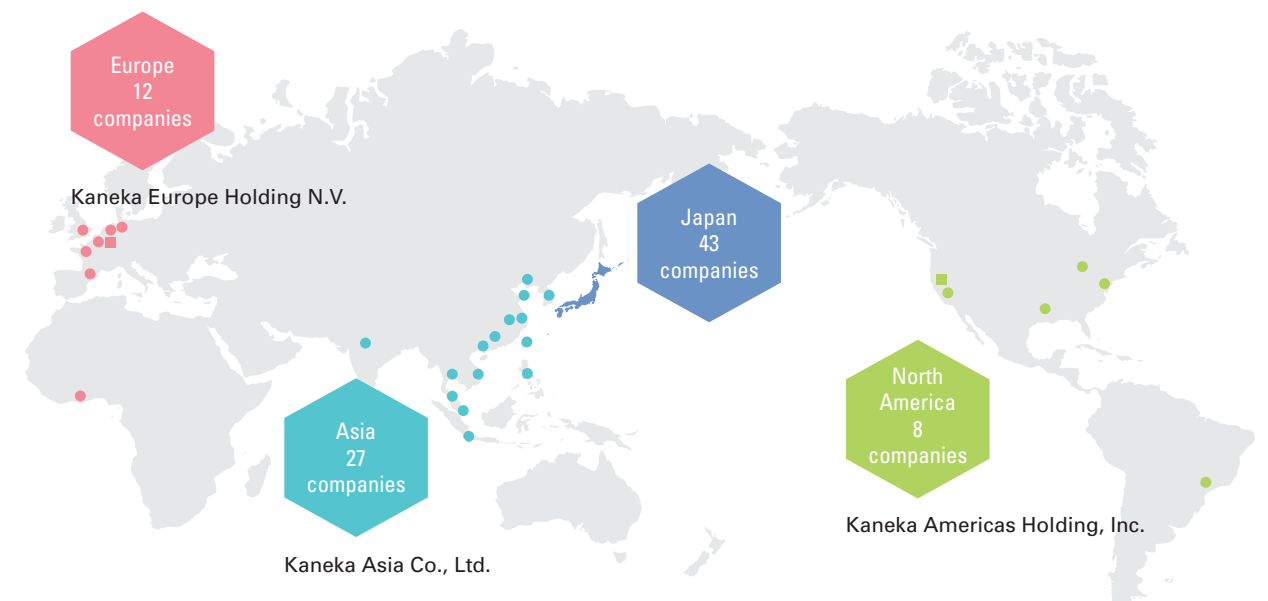 Europe
12
companies
Kaneka Europe Holding N.V.
Japan
43
companies
Asia
27
companies
Kaneka Asia Co., Ltd.
North
America
8
companies
Kaneka Americas Holding, Inc.